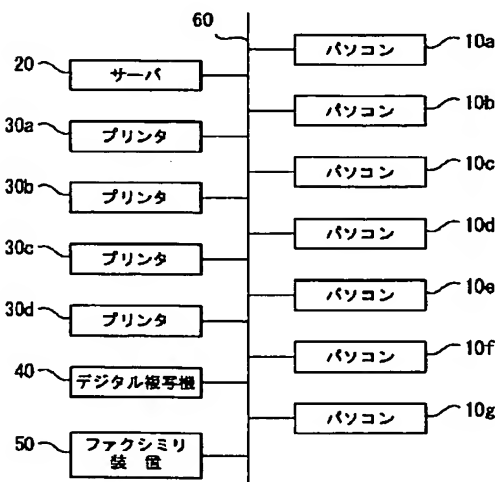 60
20 サーバ
30a プリンタ
30b プリンタ
30c プリンタ
30d プリンタ
40 デジタル複写機
50 ファクシミリ
装置
パソコン 10a
パソコン 10b
パソコン 10c
パソコン 10d
パソコン 10e
パソコン 10f
パソコン 10g